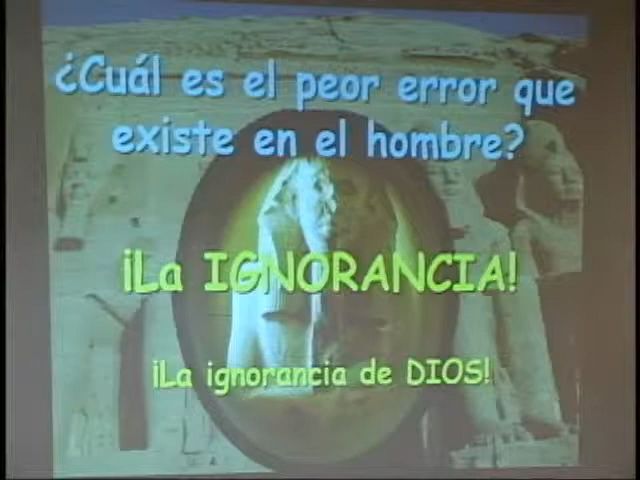 ¿Cuál es el peor error que
existe en el hombre?
¡La IGNORANCIA!
¡La ignorancia de DIOS!